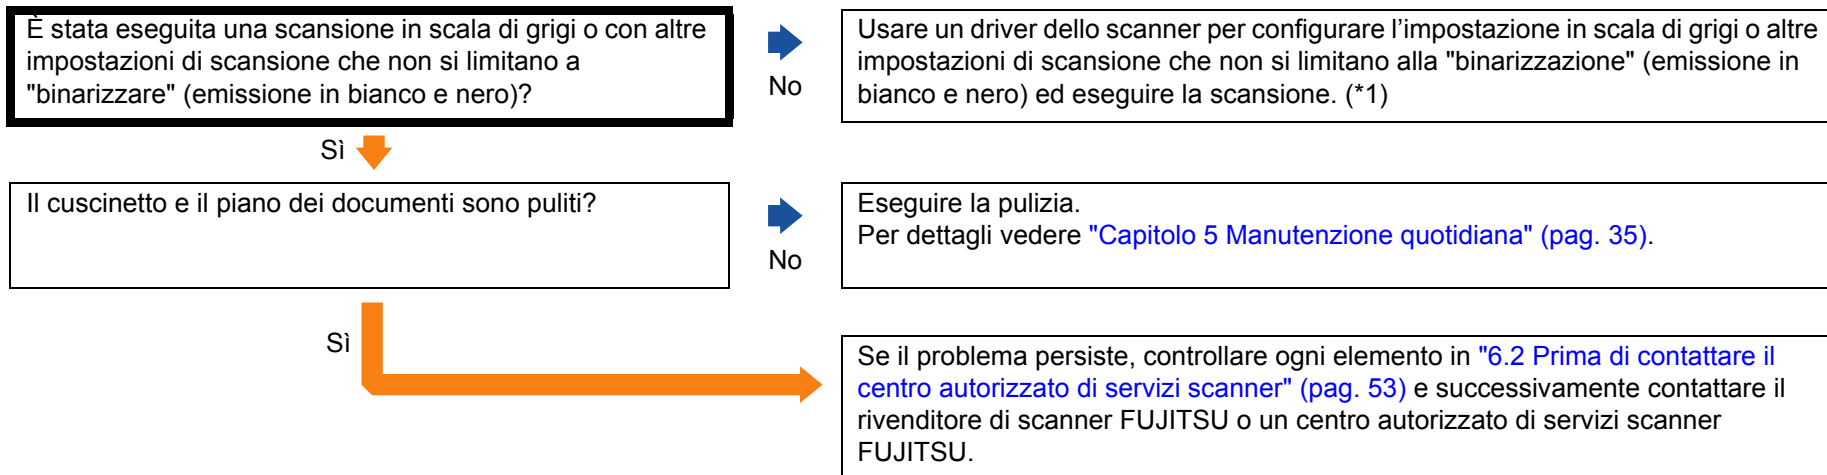 È stata eseguita una scansione in scala di grigi o con altre
impostazioni di scansione che non si limitano a
"binarizzare" (emissione in bianco e nero)?
No
Usare un driver dello scanner per configurare l’impostazione in scala di grigi o altre
impostazioni di scansione che non si limitano alla "binarizzazione" (emissione in
bianco e nero) ed eseguire la scansione. (*1)
Sì
Il cuscinetto e il piano dei documenti sono puliti?
No
Eseguire la pulizia.
Per dettagli vedere "Capitolo 5 Manutenzione quotidiana" (pag. 35).
Sì
Se il problema persiste, controllare ogni elemento in "6.2 Prima di contattare il
centro autorizzato di servizi scanner" (pag. 53) e successivamente contattare il
rivenditore di scanner FUJITSU o un centro autorizzato di servizi scanner
FUJITSU.